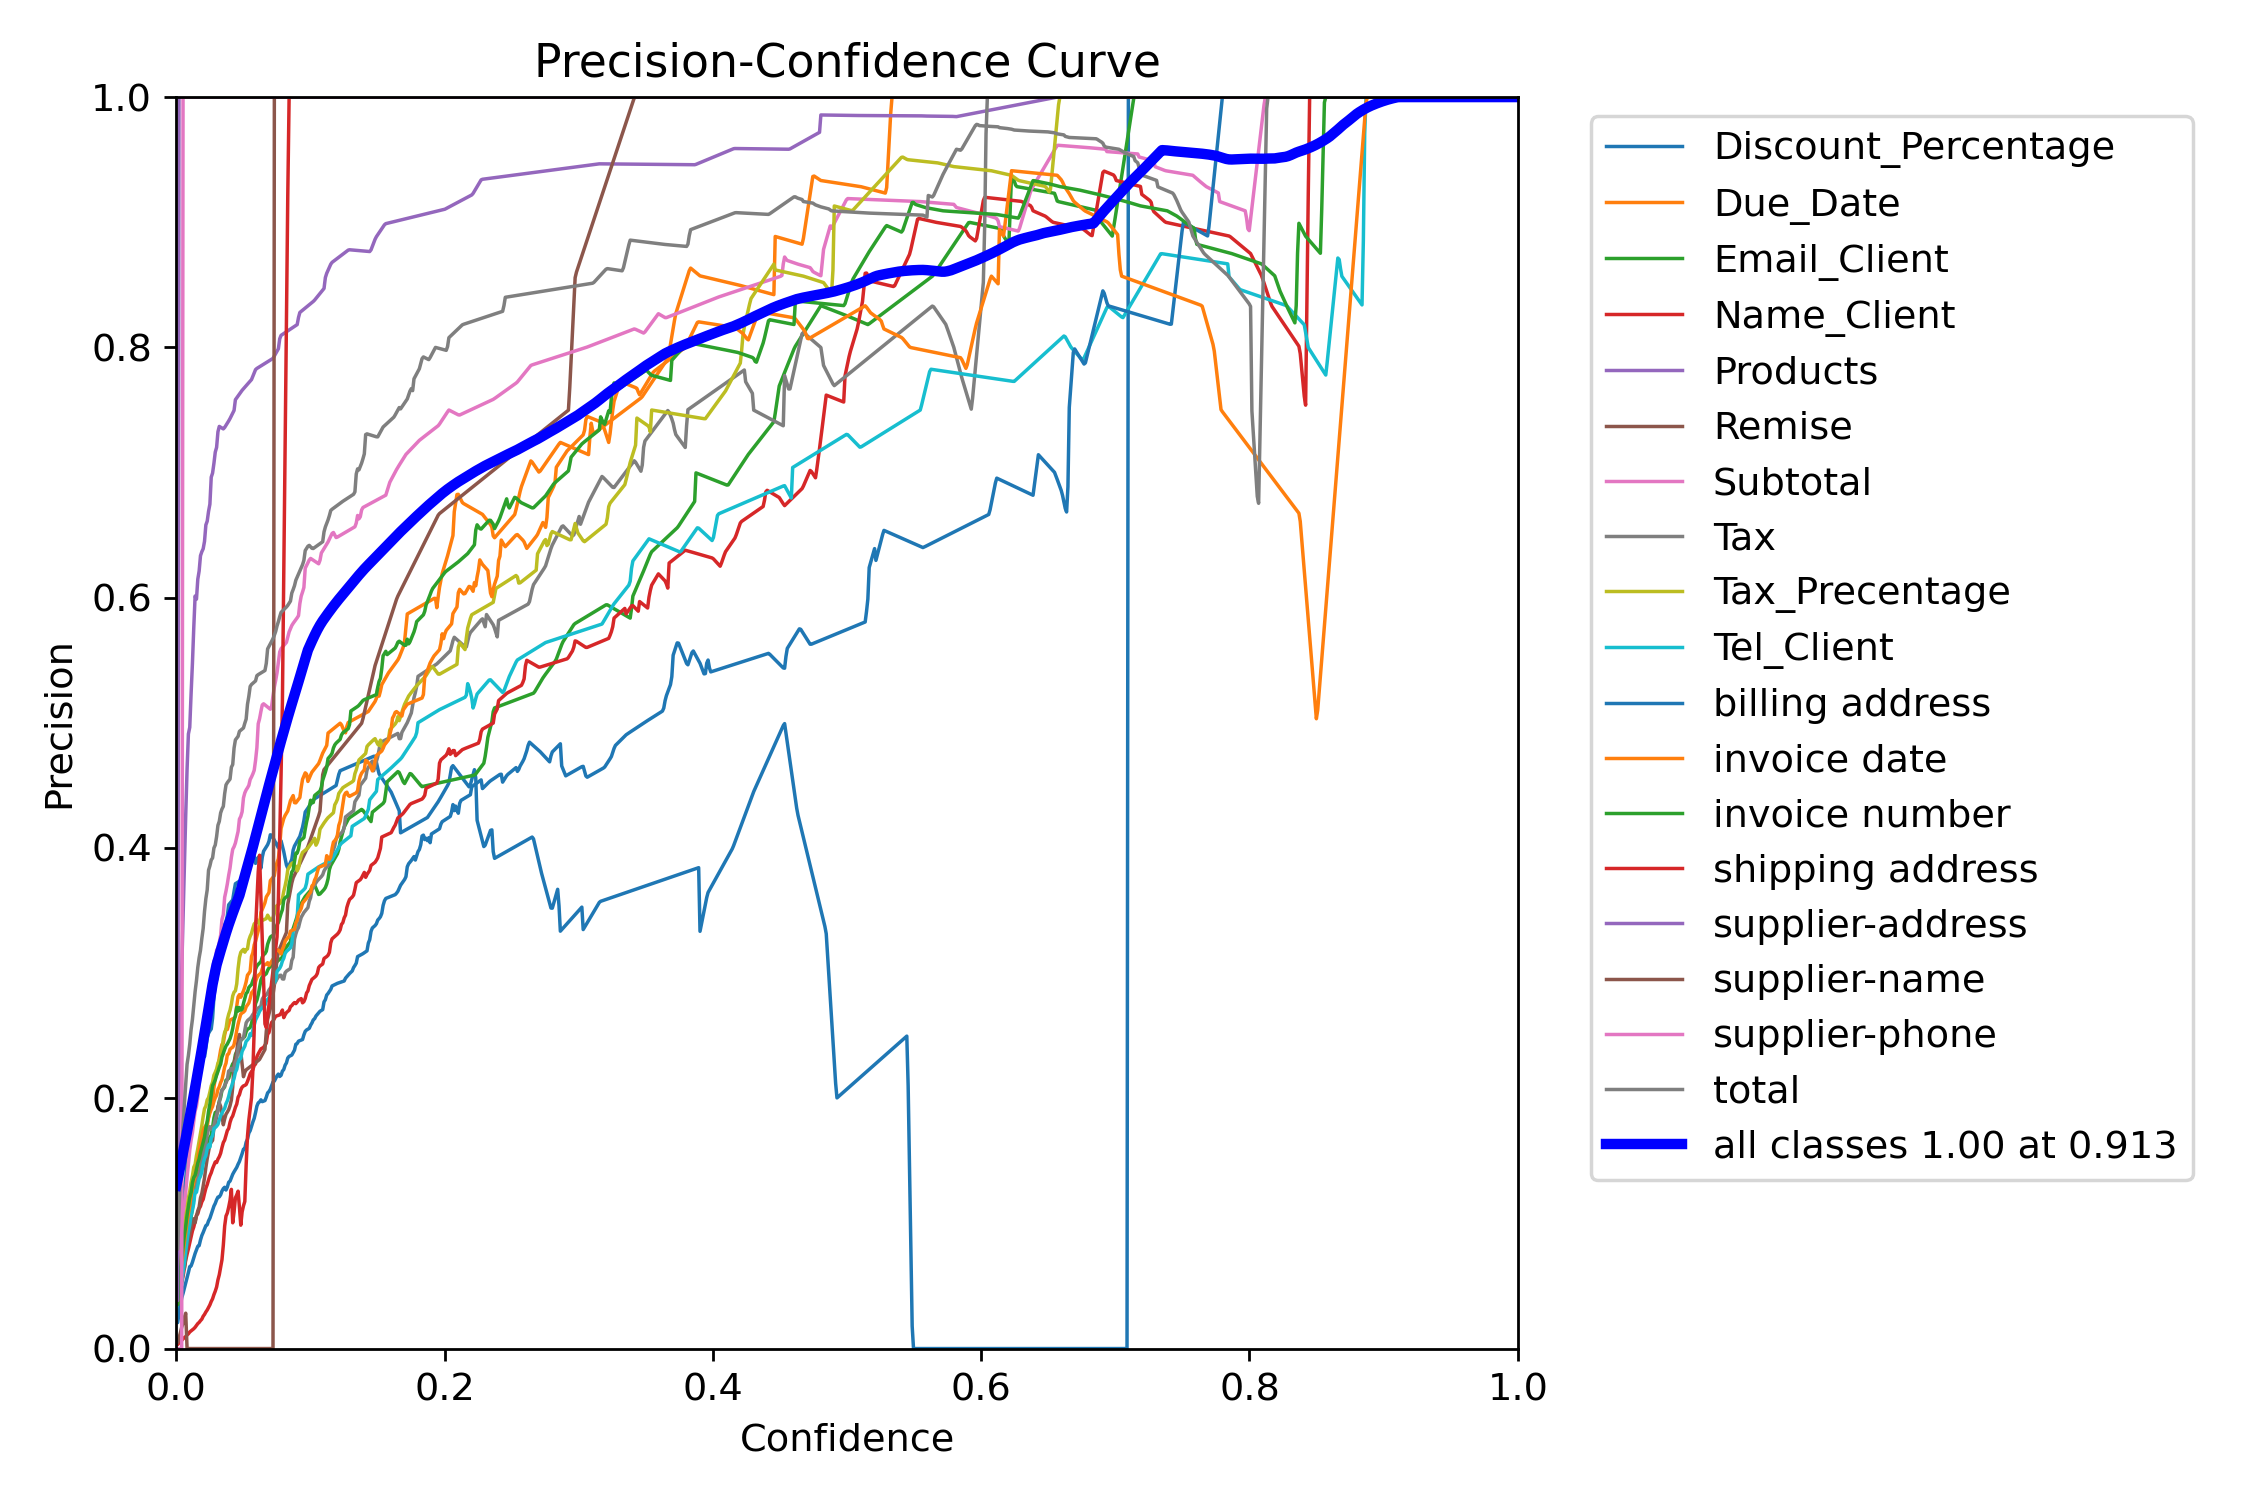 Precision-Confidence Curve
1.0
0.8
0.6
0.4
0.2
0.0
Precision
0.0 0.2 0.4 0.6 0.8 1.0
Confidence
Discount_Percentage
Due_Date
Email_Client
Name_Client
Products
Remise
Subtotal
Tax
Tax_Precentage
Tel_Client
billing address
invoice date
invoice number
shipping address
supplier-address
supplier-name
supplier-phone
total
all classes 1.00 at 0.913